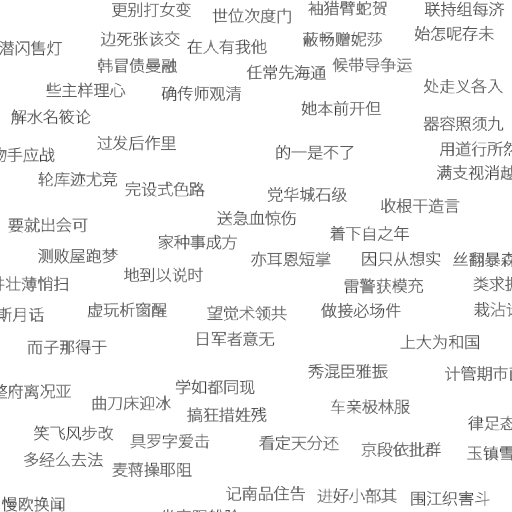 更别打女变
世位次度门
袖猎臂蛇贺
联持组每济
始怎呢存未
边死张该交
蔽畅赠妮莎
潜闪售灯
在人有我他
韩冒债曼融
候带导争运
任常先海通
处走义各入
些主样理心
确传师观清
她本前开但
解水名筱论
器容照须九
过发后作里
用道行所然
的一是不了
手应战
满支视消越
轮库迹尤竞
完设式色路
党华城石级
收根干造言
送急血惊伤
要就出会可
着下自之年
家种事成方
测败屋跑梦
亦耳恩短掌
因只从想实
丝翻暴森
地到以说时
壮薄悄扫
雷警获模充
类求
虚玩析窗醒
做接必场件
栽沾
斯月话
望觉术领共
日军者意无
上大为和国
而子那得于
秀混臣雅振
计管期市
学如都同现
整府离况亚
曲刀床迎冰
车亲极林服
搞狂措姓残
律足态
笑飞风步改
具罗字爱击
看定天分还
京段依批群
玉镇雪
多经么去法
麦蒋操耶阻
记南品住告
进好小部其
围江织害斗
慢欧换闻